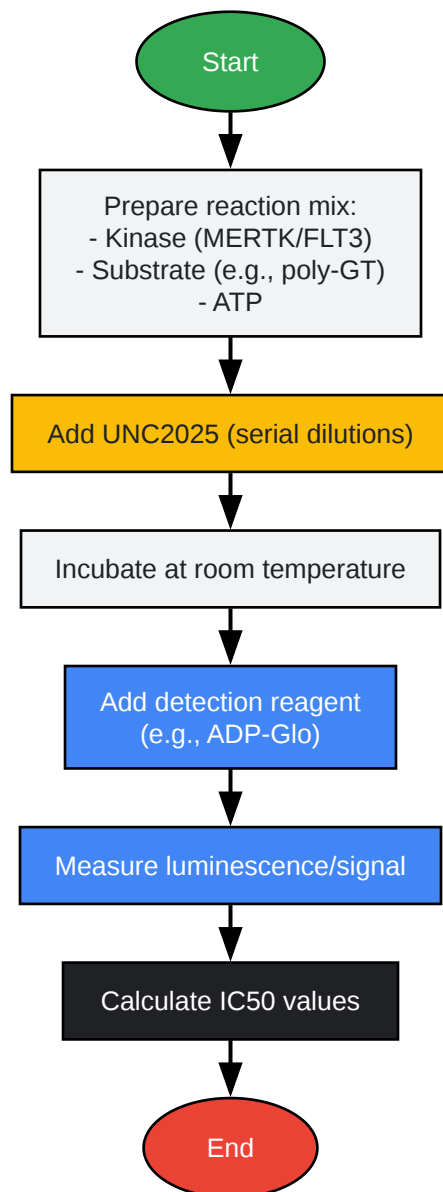 Start
Prepare reaction mix:
- Kinase (MERTK/FLT3)
- Substrate (e.g., poly-GT)
- ATP
Add UNC2025 (serial dilutions)
Incubate at room temperature
Add detection reagent
(e.g., ADP-Glo)
Measure luminescence/signal
Calculate IC50 values
End